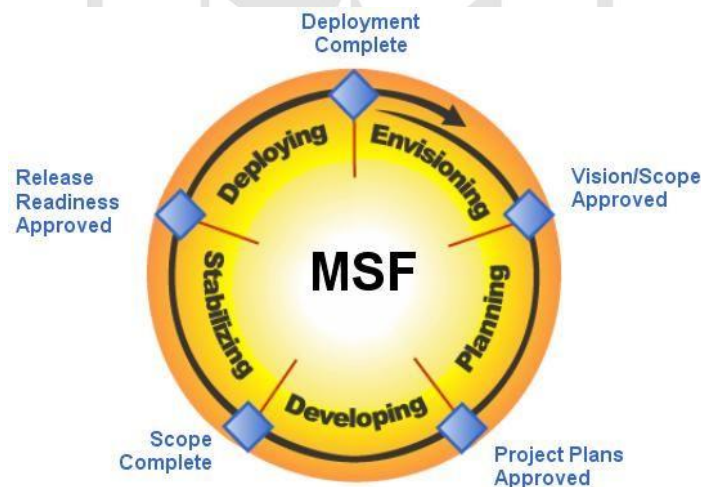 Deployment
Complete
Deploying
Envisioning
Release
Readiness
Approved
Vision/Scope
Approved
MSF
Stabilizing
Planning
Developing
Scope
Complete
Project Plans
Approved